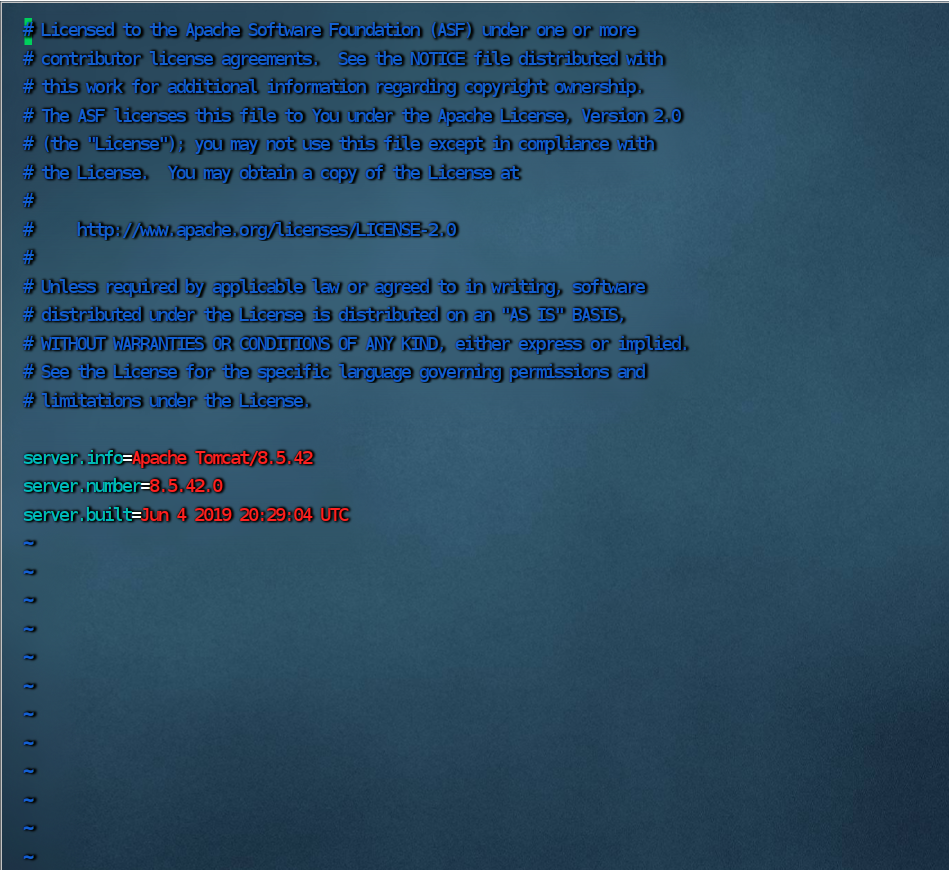 # Licensed to the Apache Software Foundation (ASF) under one or more
# contributor license agreements.  See the NOTICE file distributed with
# this work for additional information regarding copyright ownership.
# The ASF licenses this file to You under the Apache License, Version 2.0
# (the "License"); you may not use this file except in compliance with
# the License.  You may obtain a copy of the License at
#
#     http://www.apache.org/licenses/LICENSE-2.0
#
# Unless required by applicable law or agreed to in writing, software
# distributed under the License is distributed on an "AS IS" BASIS,
# WITHOUT WARRANTIES OR CONDITIONS OF ANY KIND, either express or implied.
# See the License for the specific language governing permissions and
# limitations under the License.

server.info=Apache Tomcat/8.5.42
server.number=8.5.42.0
server.built=Jun 4 2019 20:29:04 UTC
~
~
~
~
~
~
~
~
~
~
~
~